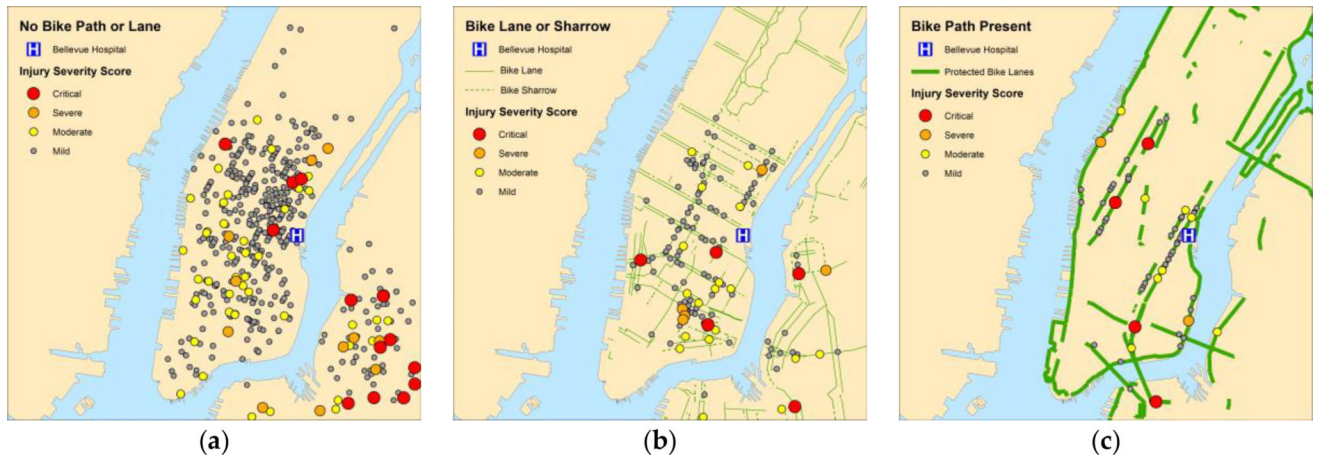 No Bike Path or Lane
H Bellevue Hospital
Injury Severity Score
Critical
Severe
Moderate
Mild
H
(a)
Bike Lane or Sharrow
H Bellevue Hospital
Bike Lane
Bike Sharrow
Injury Severity Score
Critical
Severe
Moderate
Mild
H
(b)
Bike Path Present
H Bellevue Hospital
Protected Bike Lanes
Injury Severity Score
Critical
Severe
Moderate
Mild
H
(c)